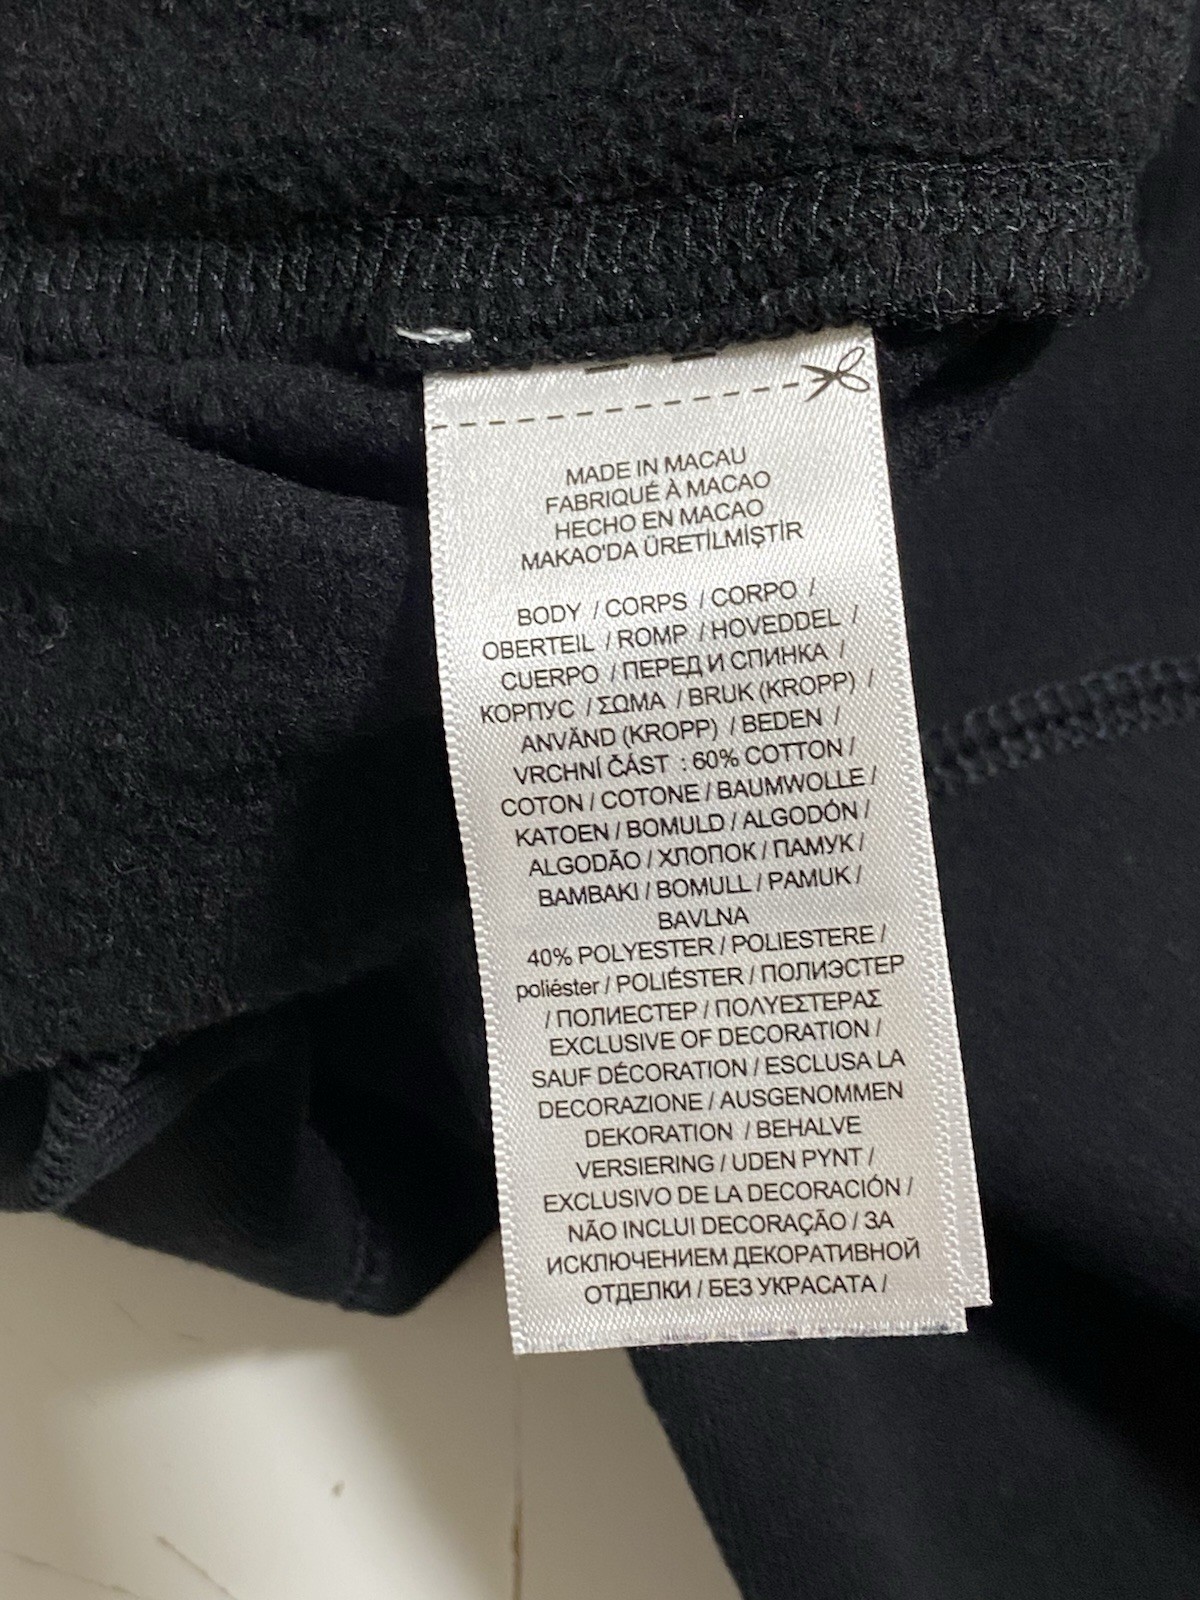 MADE IN MACAU
FABRIQUÉ À MACAO
HECHO EN MACAO
MAKAO'DA ÜRETİLMİŞTİR
BODY / CORPS / CORPO /
OBERTEIL / ROMP / HOVEDDEL /
CUERPO / ПЕРЕД И СПИНКА /
КОРПУС / ΣΩΜΑ / BRUK (KROPP) /
ANVÄND (KROPP) / BEDEN /
VRCHNÍ ČÁST : 60% COTTON /
COTON / COTONE / BAUMWOLLE /
KATOEN / BOMULD / ALGODÓN /
ALGODÃO / ХЛОПОК / ПАМУК /
BAMBAKI / BOMULL / PAMUK /
BAVLNA
40% POLYESTER / POLIESTERE /
poliéster / POLIÉSTER / ПОЛИЭСТЕР
/ ПОЛИЕСТЕР / ΠΟΛΥΕΣΤΕΡΑΣ
EXCLUSIVE OF DECORATION /
SAUF DÉCORATION / ESCLUSA LA
DECORAZIONE / AUSGENOMMEN
DEKORATION / BEHALVE
VERSIERING / UDEN PYNT /
EXCLUSIVO DE LA DECORACIÓN /
NÃO INCLUI DECORAÇÃO / ЗА
ИСКЛЮЧЕНИЕМ ДЕКОРАТИВНОЙ
ОТДЕЛКИ / БЕЗ УКРАСАТА /